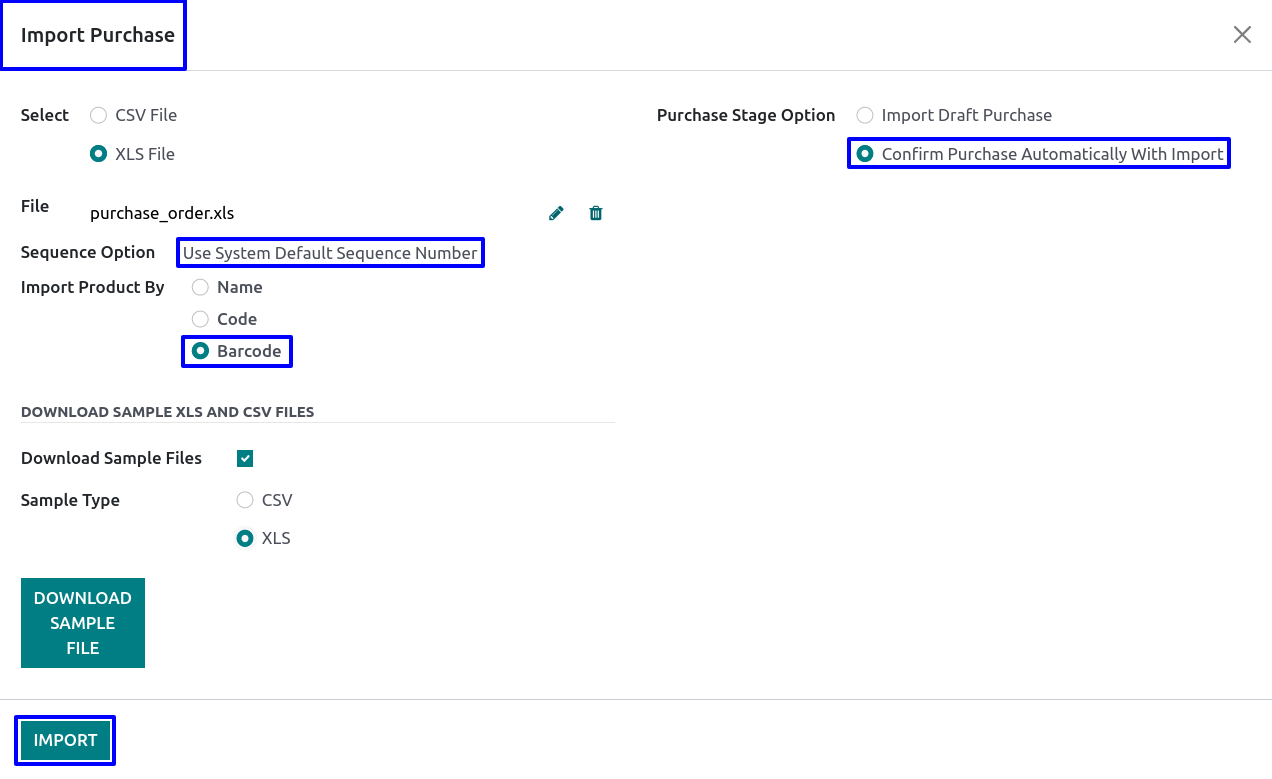 Import Purchase
Select
CSV File
XLS File
Purchase Stage Option
Import Draft Purchase
Confirm Purchase Automatically With Import
File
purchase_order.xls
Sequence Option
Use System Default Sequence Number
Import Product By
Name
Code
Barcode
DOWNLOAD SAMPLE XLS AND CSV FILES
Download Sample Files
Sample Type
CSV
XLS
DOWNLOAD
SAMPLE
FILE
IMPORT